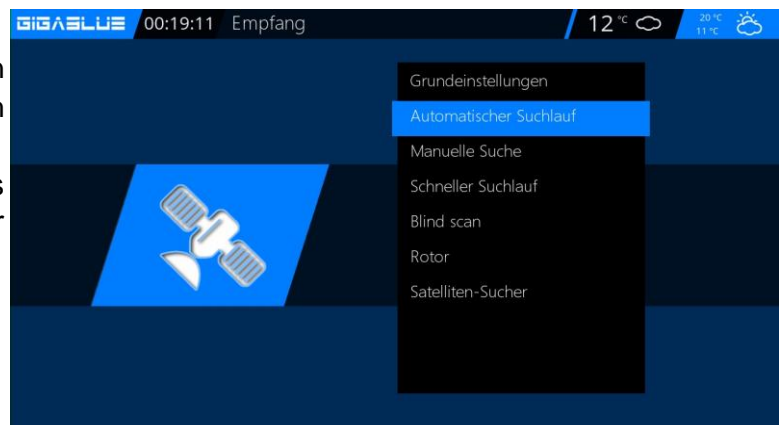 GIGABLUE 00:19:11 Empfang 12 °C 20 °C
11 °C
Grundeinstellungen
Automatischer Suchlauf
Manuelle Suche
Schneller Suchlauf
Blind scan
Rotor
Satelliten-Sucher